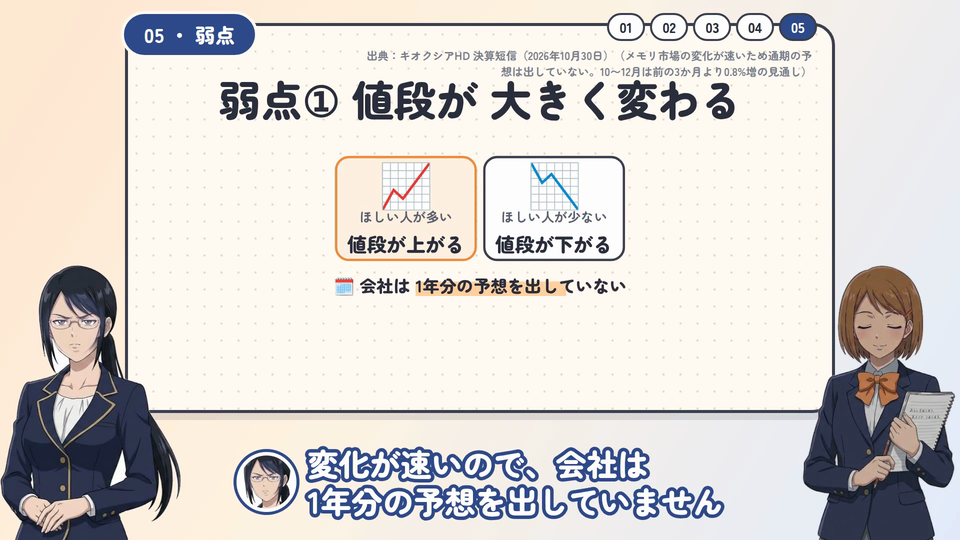 05 ・ 弱点
01 02 03 04 05
出典：キオクシアHD 決算短信（2026年10月30日）（メモリ市場の変化が速いため通期の予
想は出していない。10〜12月は前の3か月より0.8%増の見通し）
弱点① 値段が 大きく変わる
ほしい人が多い
値段が上がる
ほしい人が少ない
値段が下がる
会社は 1年分の予想を出していない
変化が速いので、会社は
1年分の予想を出していません